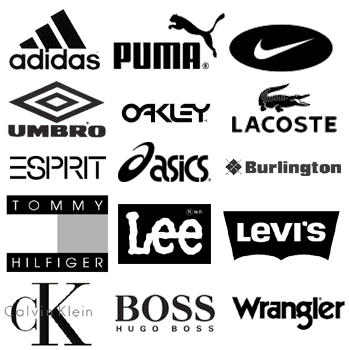 adidas
PUMA®
UMBRO
OAKLEY
LACOSTE
ESPRIT
asics.
Burlington
TOMMY
HILFIGER
Lee
® M.R.
LEVI'S
cK
Calvin Klein
BOSS
HUGO BOSS
Wrangler